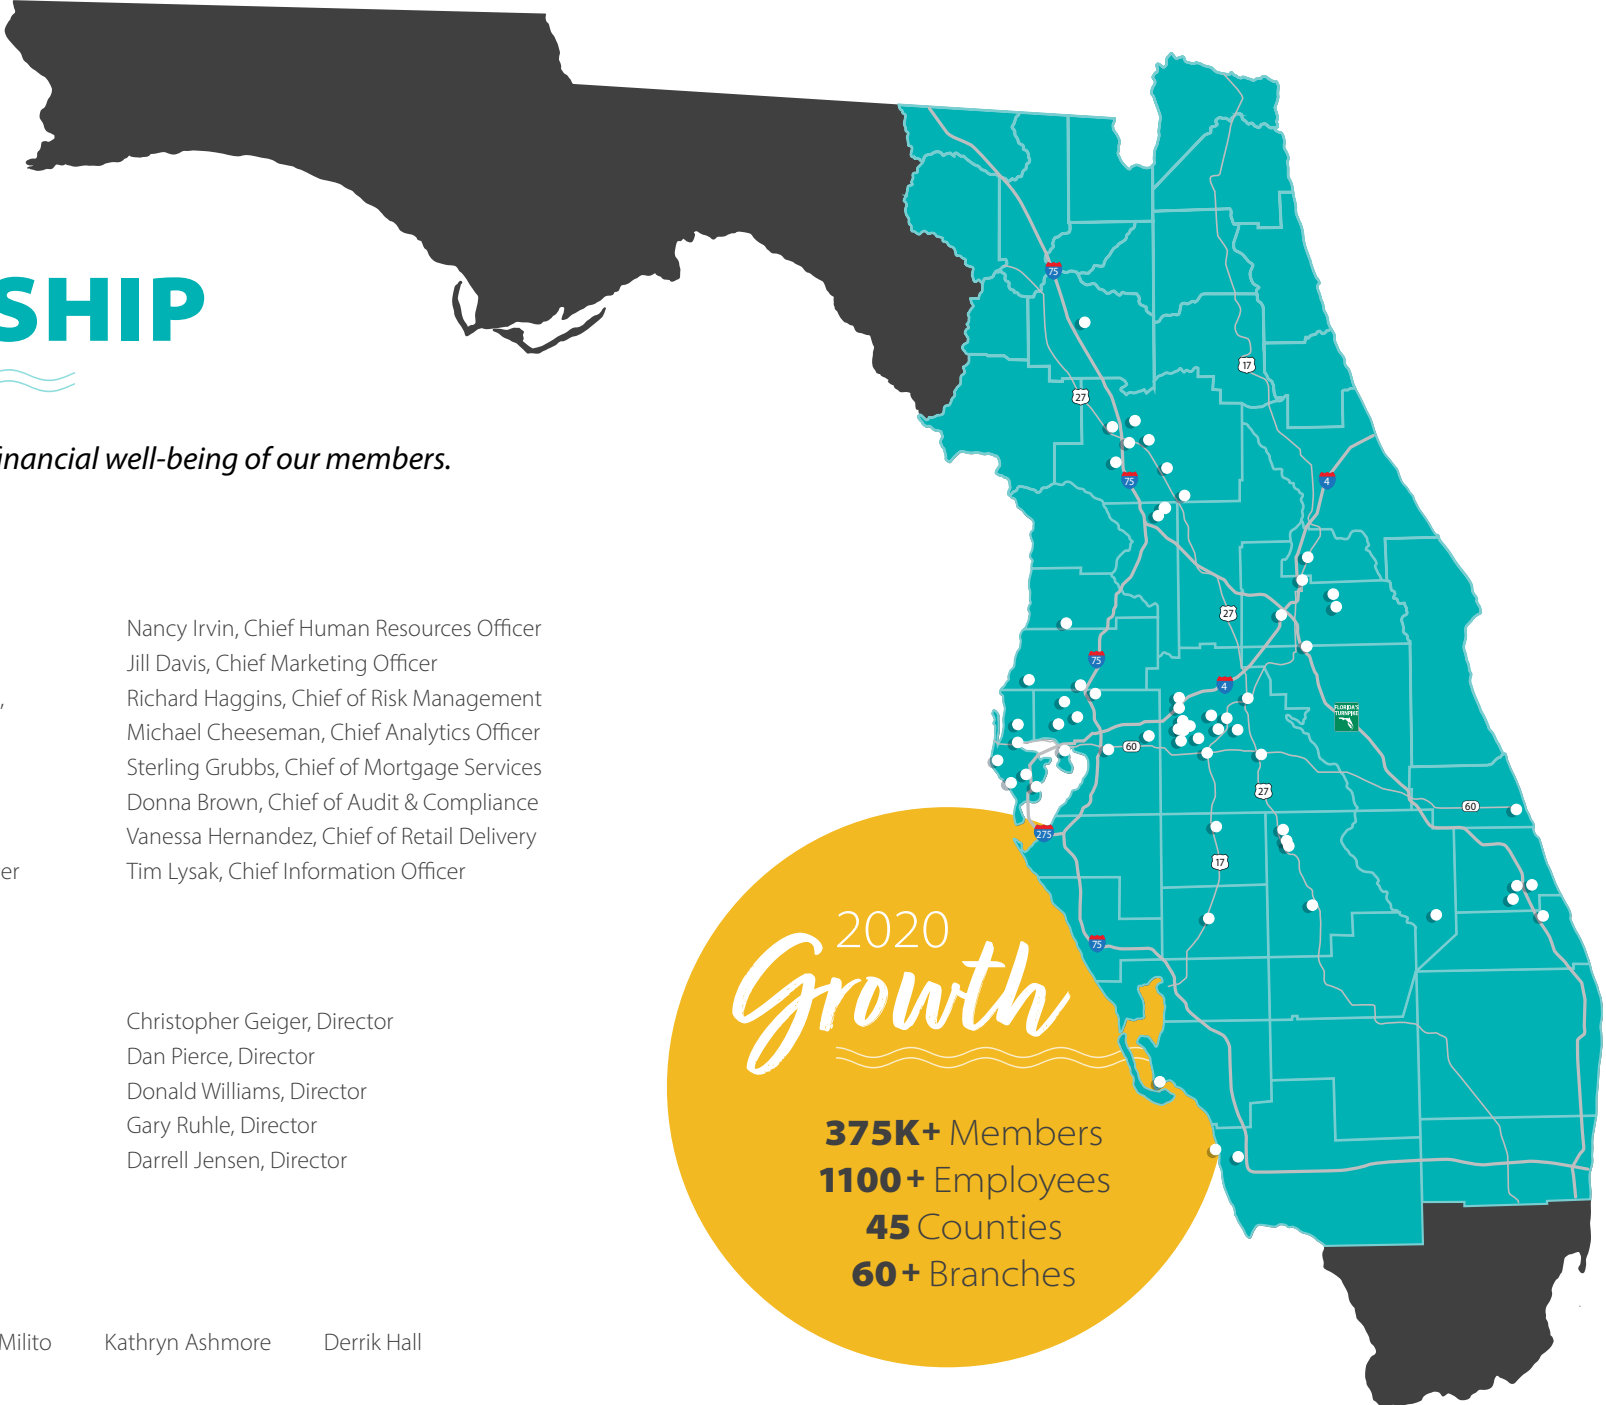 SHIP
inancial well-being of our members.
,
er
Nancy Irvin, Chief Human Resources Officer
Jill Davis, Chief Marketing Officer
Richard Haggins, Chief of Risk Management
Michael Cheeseman, Chief Analytics Officer
Sterling Grubbs, Chief of Mortgage Services
Donna Brown, Chief of Audit & Compliance
Vanessa Hernandez, Chief of Retail Delivery
Tim Lysak, Chief Information Officer
Christopher Geiger, Director
Dan Pierce, Director
Donald Williams, Director
Gary Ruhle, Director
Darrell Jensen, Director
Milito Kathryn Ashmore Derrik Hall
2020
Growth
375K+ Members
1100+ Employees
45 Counties
60+ Branches
75
17
27
75
4
27
75
4
FLORIDA'S
TURNPIKE
60
27
60
275
17
75